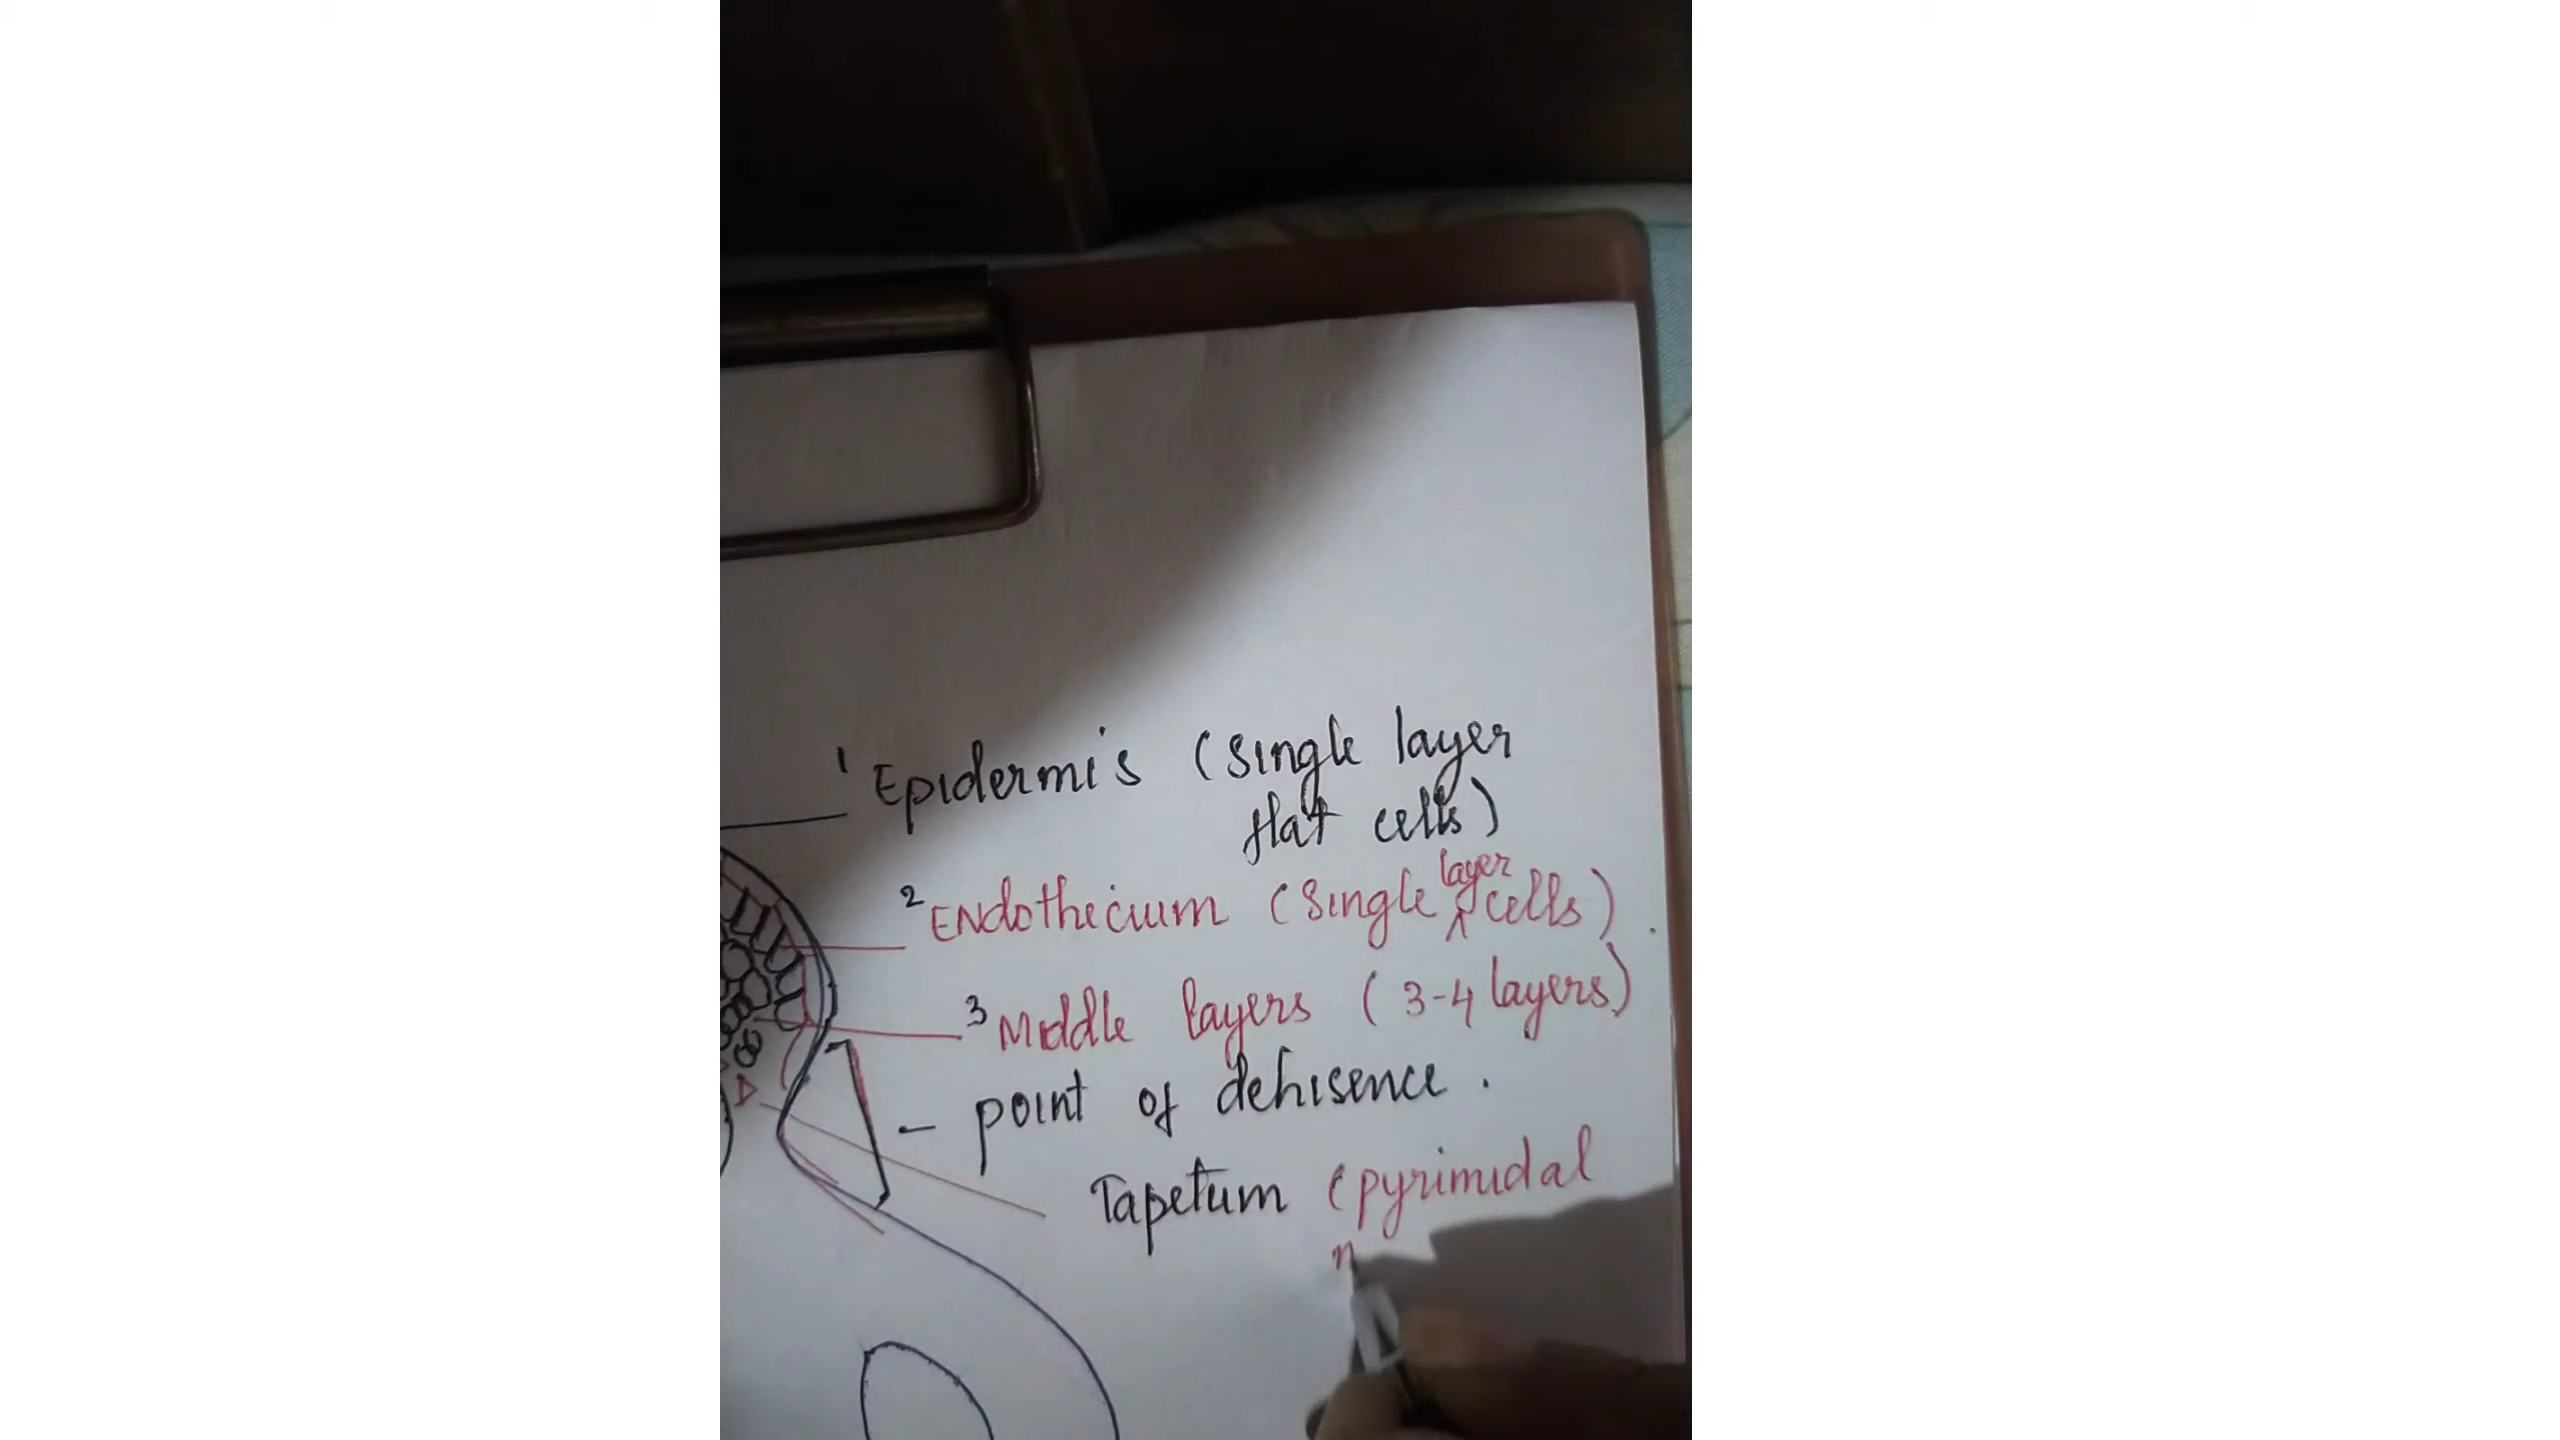 1 Epidermis (single layer
flat cells)
2 Endothecium (single layer cells).
3 Middle layers (3-4 layers)
- point of dehisence.
Tapetum (pyrimidal